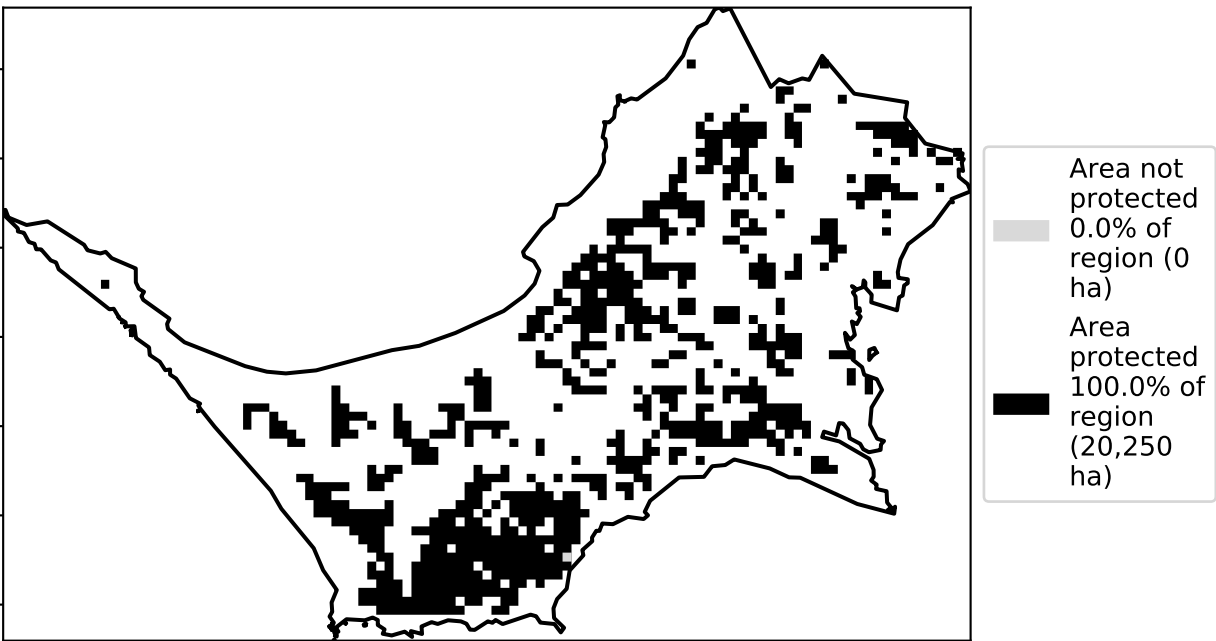 Area not
protected
0.0% of
region (0
ha)
Area
protected
100.0% of
region
(20,250
ha)